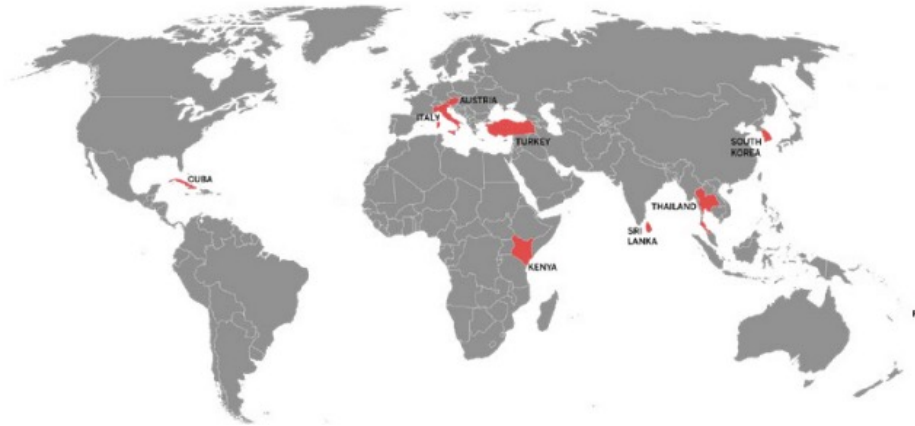 AUSTRIA
ITALY
TURKEY
SOUTH
KOREA
CUBA
THAILAND
SRI
LANKA
KENYA